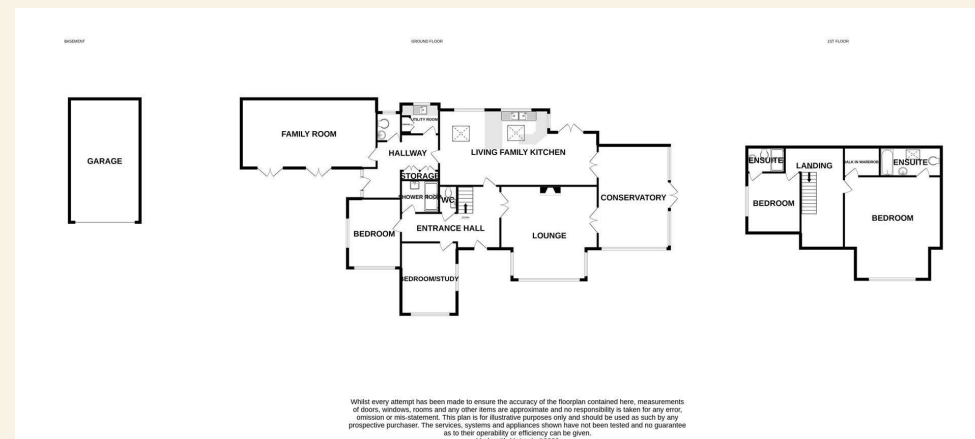 BASEMENT
GROUND FLOOR
1ST FLOOR
GARAGE
FAMILY ROOM
UTILITY ROOM
HALLWAY
LIVING FAMILY KITCHEN
STORAGE
SHOWER ROOM
WC
CONSERVATORY
BEDROOM
ENTRANCE HALL
LOUNGE
BEDROOM/STUDY
ENSUITE
LANDING
WALK IN WARDROBE
ENSUITE
BEDROOM
BEDROOM
Whilst every attempt has been made to ensure the accuracy of the floorplan contained here, measurements
of doors, windows, rooms and any other items are approximate and no responsibility is taken for any error,
omission or mis-statement. This plan is for illustrative purposes only and should be used as such by any
prospective purchaser. The services, systems and appliances shown have not been tested and no guarantee
as to their operability or efficiency can be given.